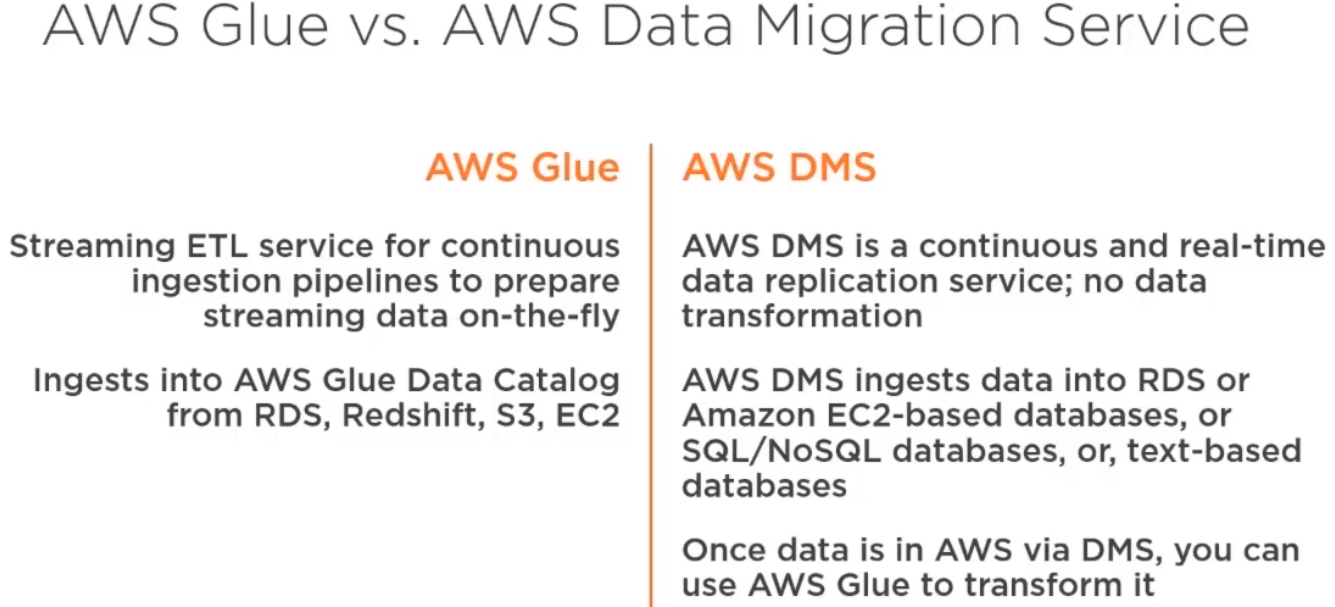 AWS Glue vs. AWS Data Migration Service
AWS Glue
Streaming ETL service for continuous
ingestion pipelines to prepare
streaming data on-the-fly
Ingests into AWS Glue Data Catalog
from RDS, Redshift, S3, EC2
AWS DMS
AWS DMS is a continuous and real-time
data replication service; no data
transformation
AWS DMS ingests data into RDS or
Amazon EC2-based databases, or
SQL/NoSQL databases, or, text-based
databases
Once data is in AWS via DMS, you can
use AWS Glue to transform it